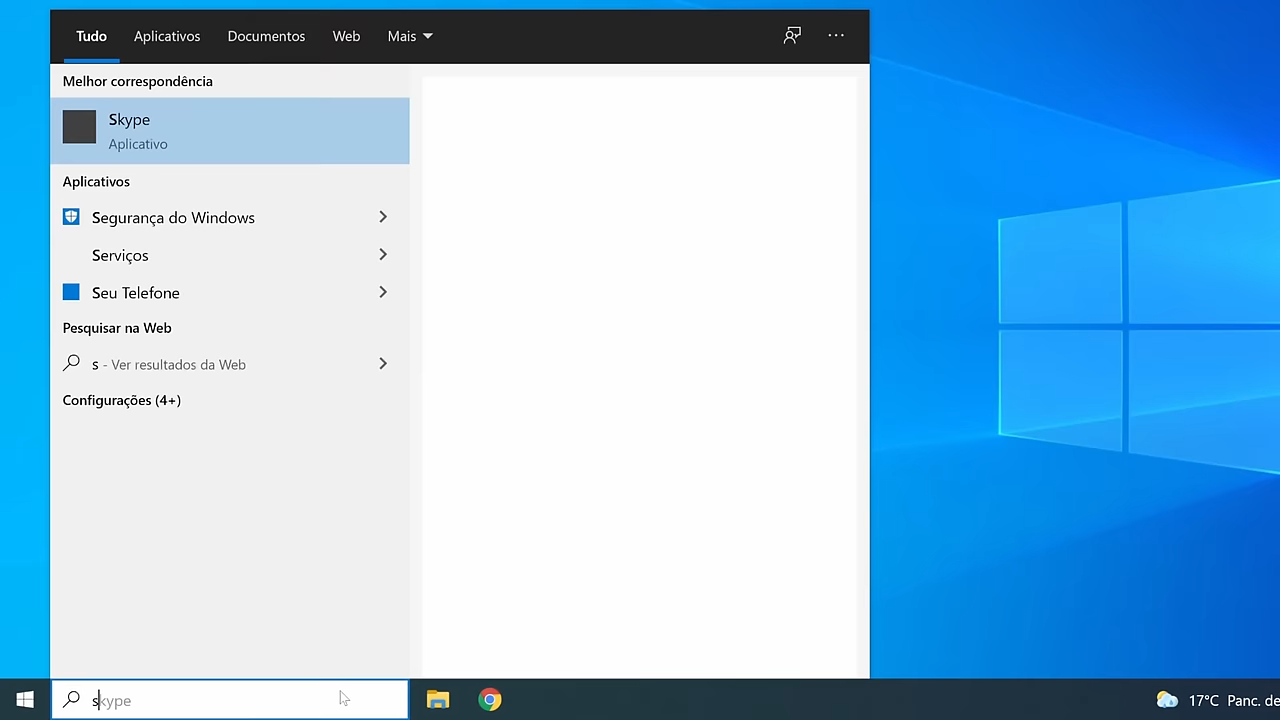 Tudo Aplicativos Documentos Web Mais
Melhor correspondência
Skype
Aplicativo
Aplicativos
Segurança do Windows
Serviços
Seu Telefone
Pesquisar na Web
s - Ver resultados da Web
Configurações (4+)
skype
17°C Panc. de